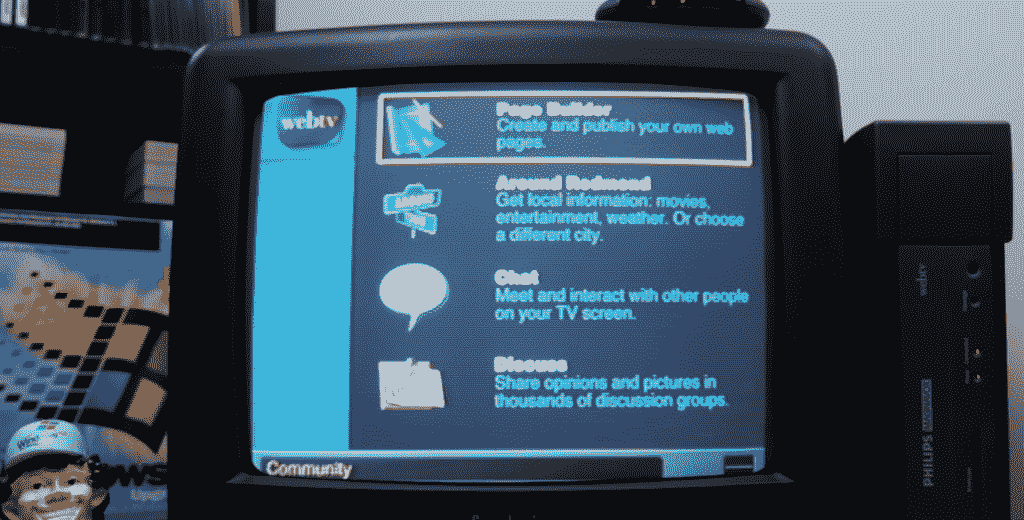 webtv
Page Builder
Create and publish your own web
pages.
Around Redmond
Get local information: movies,
entertainment, weather. Or choose
a different city.
Chat
Meet and interact with other people
on your TV screen.
Discuss
Share opinions and pictures in
thousands of discussion groups.
Community
webtv
PHILIPS MAGNAVOX